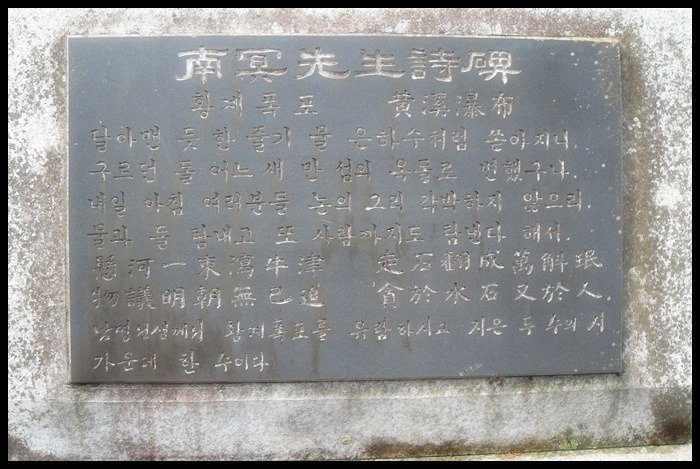 南冥先生詩碑
황계폭포 黃溪瀑布
달아맨 듯 한 줄기 물 은하수처럼 쏟아지니,
구르던 돌 어느 새 만 섬의 옥돌로 변했구나.
내일 아침 여러분들 논의 그리 각박하지 않으리.
물과 돌 탐내고 또 사람까지도 탐낸다 해서.
懸河一束瀉牛津 走石飜成萬斛珉
物議明朝無已迫 貪於水石又於人.
남명선생께서 황계폭포를 유람하시고 지은 두 수의 시
가운데 한 수이다